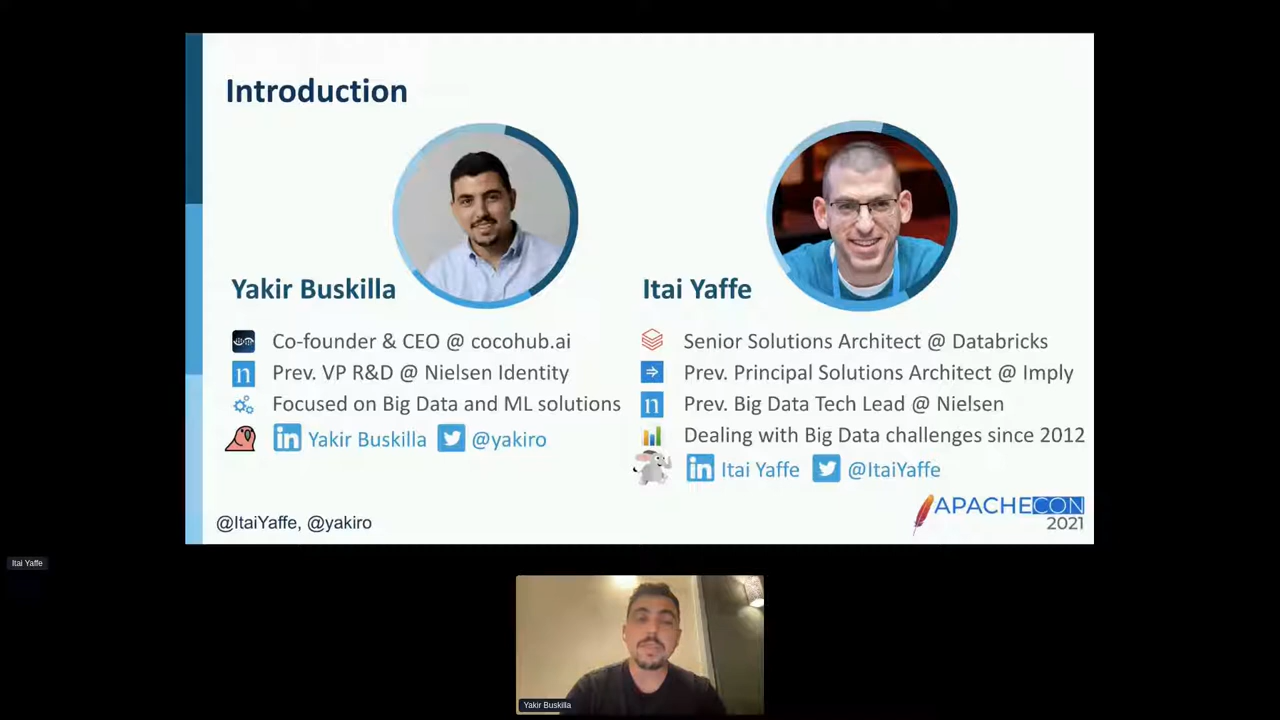 Introduction
Yakir Buskilla
Co-founder & CEO @ cocohub.ai
n Prev. VP R&D @ Nielsen Identity
Focused on Big Data and ML solutions
in Yakir Buskilla @yakiro
Itai Yaffe
Senior Solutions Architect @ Databricks
Prev. Principal Solutions Architect @ Imply
n Prev. Big Data Tech Lead @ Nielsen
Dealing with Big Data challenges since 2012
in Itai Yaffe @ItaiYaffe
@ItaiYaffe, @yakiro
APACHECON
2021
Itai Yaffe
Yakir Buskilla